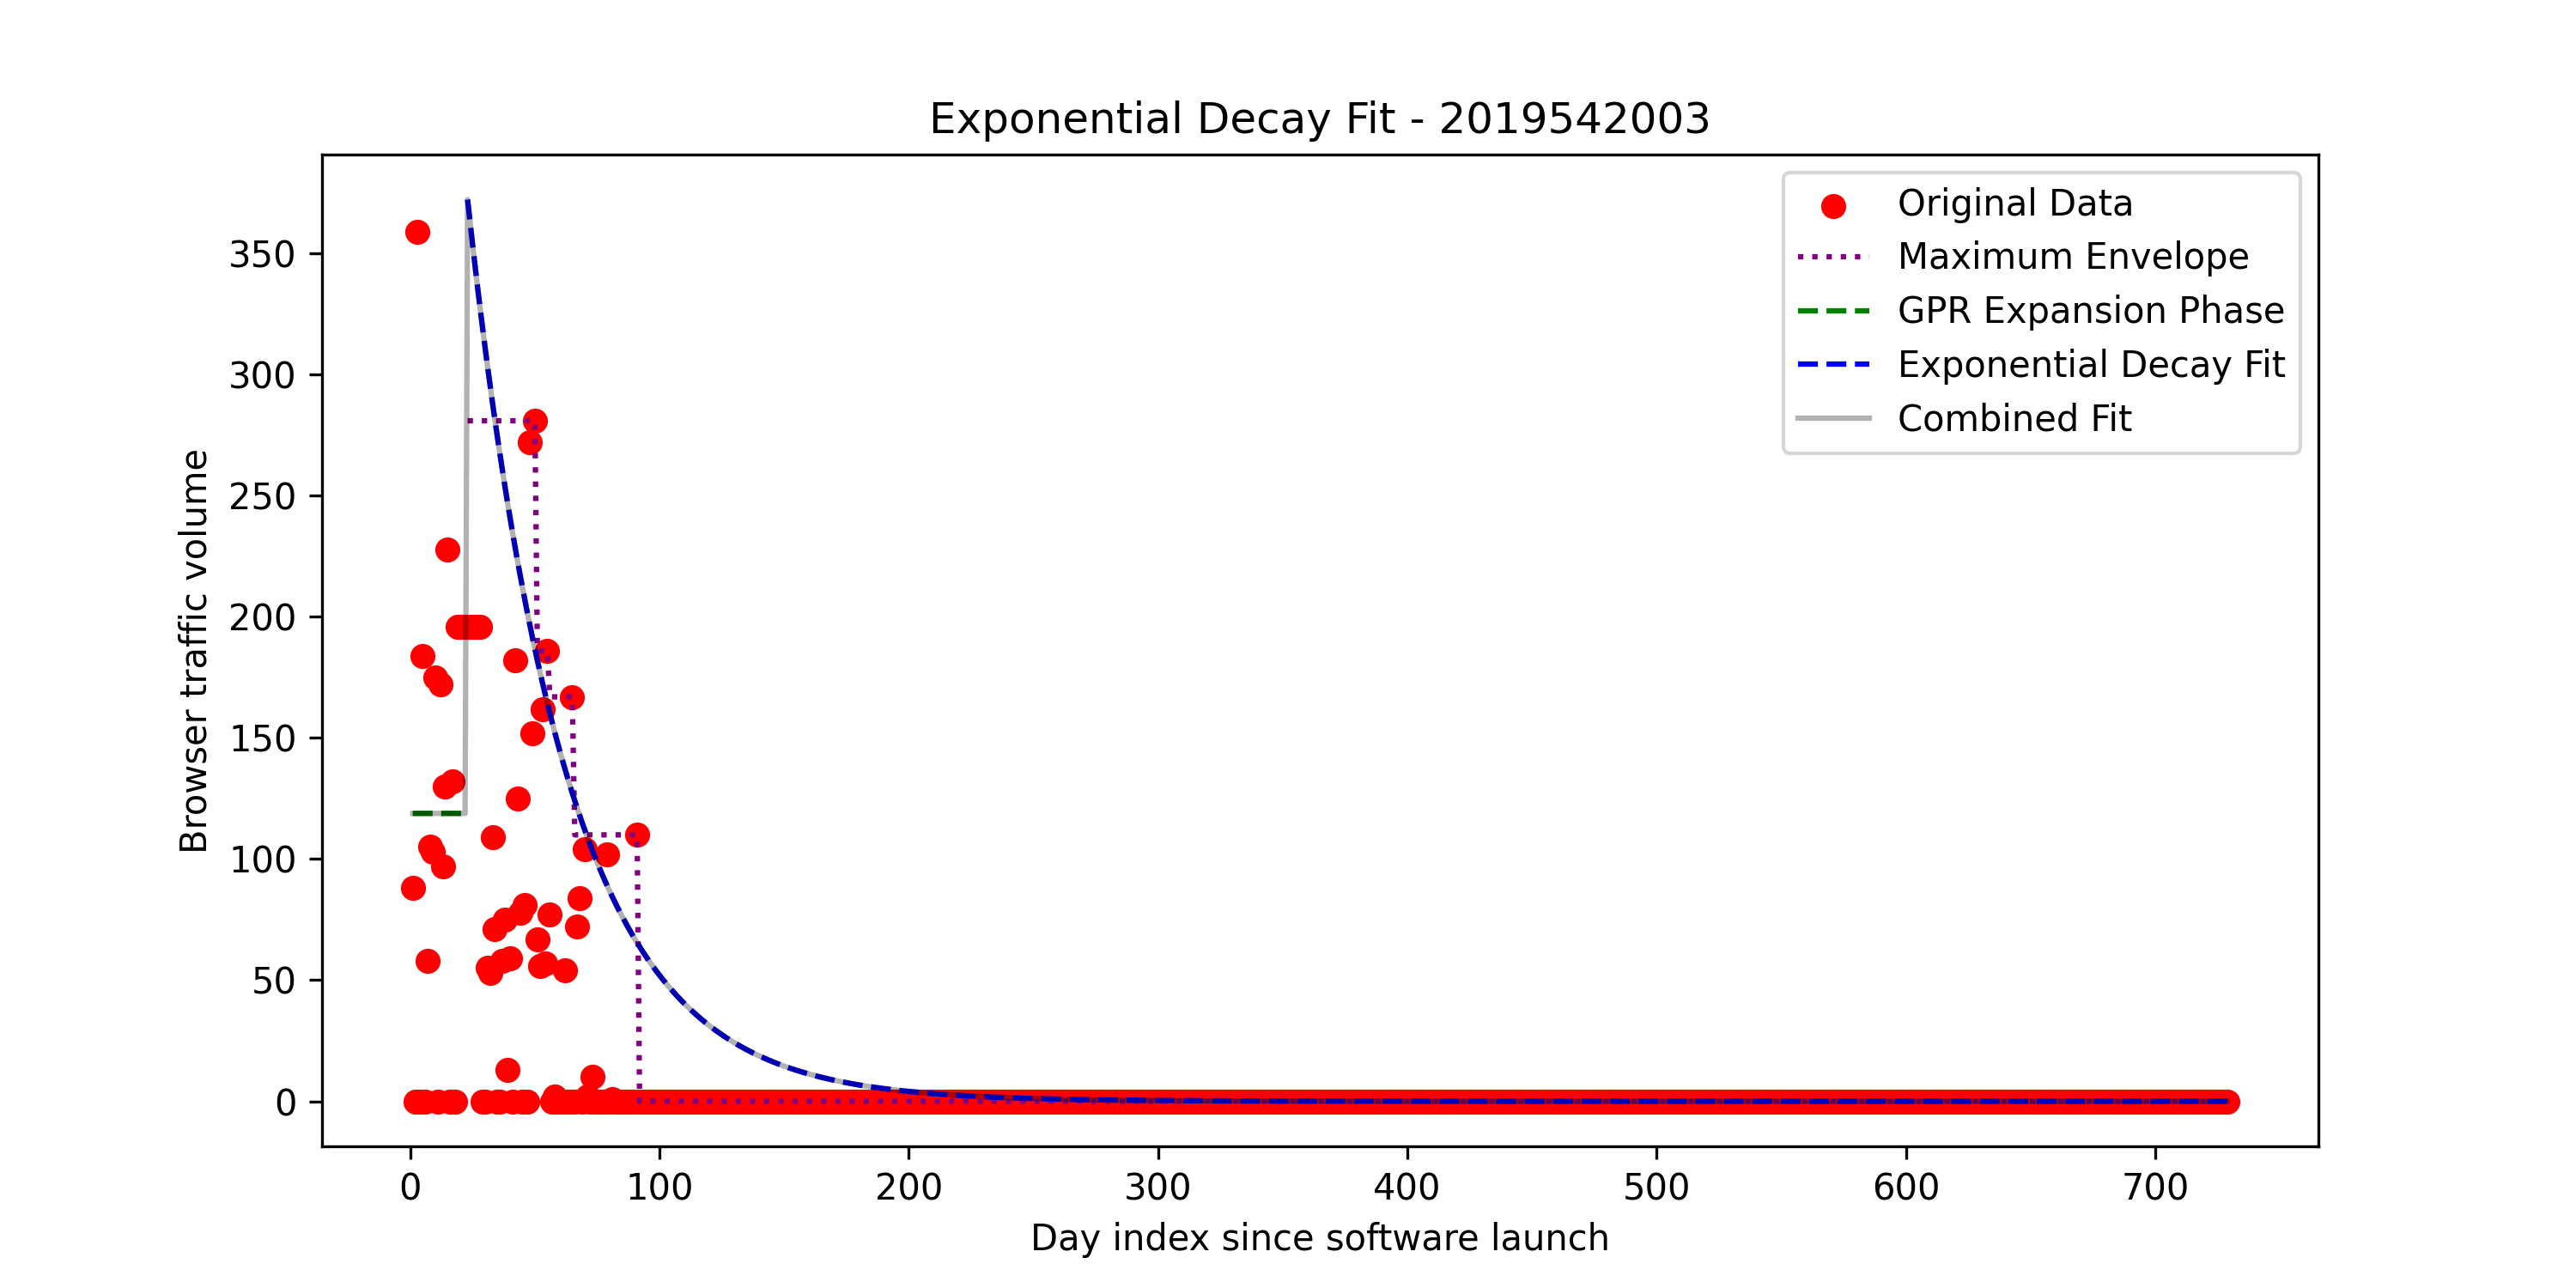 Exponential Decay Fit - 2019542003
Original Data
Maximum Envelope
GPR Expansion Phase
Exponential Decay Fit
Combined Fit
Browser traffic volume
350
300
250
200
150
100
50
0
0 100 200 300 400 500 600 700
Day index since software launch